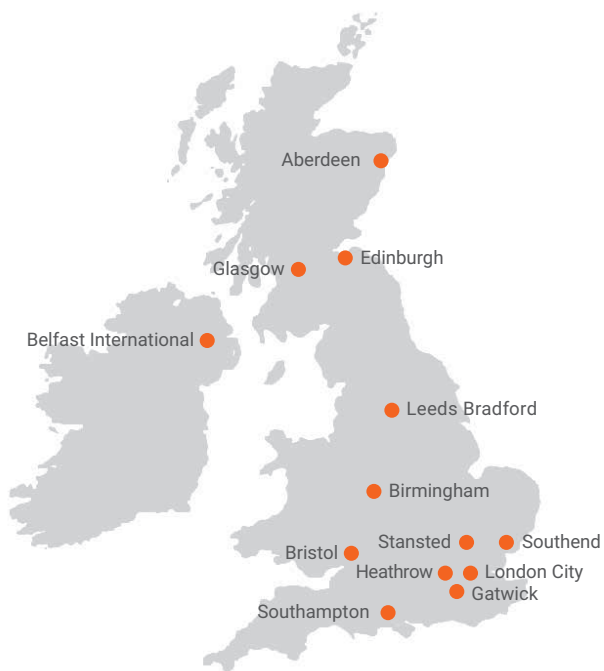 Aberdeen
Edinburgh
Glasgow
Belfast International
Leeds Bradford
Birmingham
Stansted
Southend
Bristol
Heathrow
London City
Gatwick
Southampton